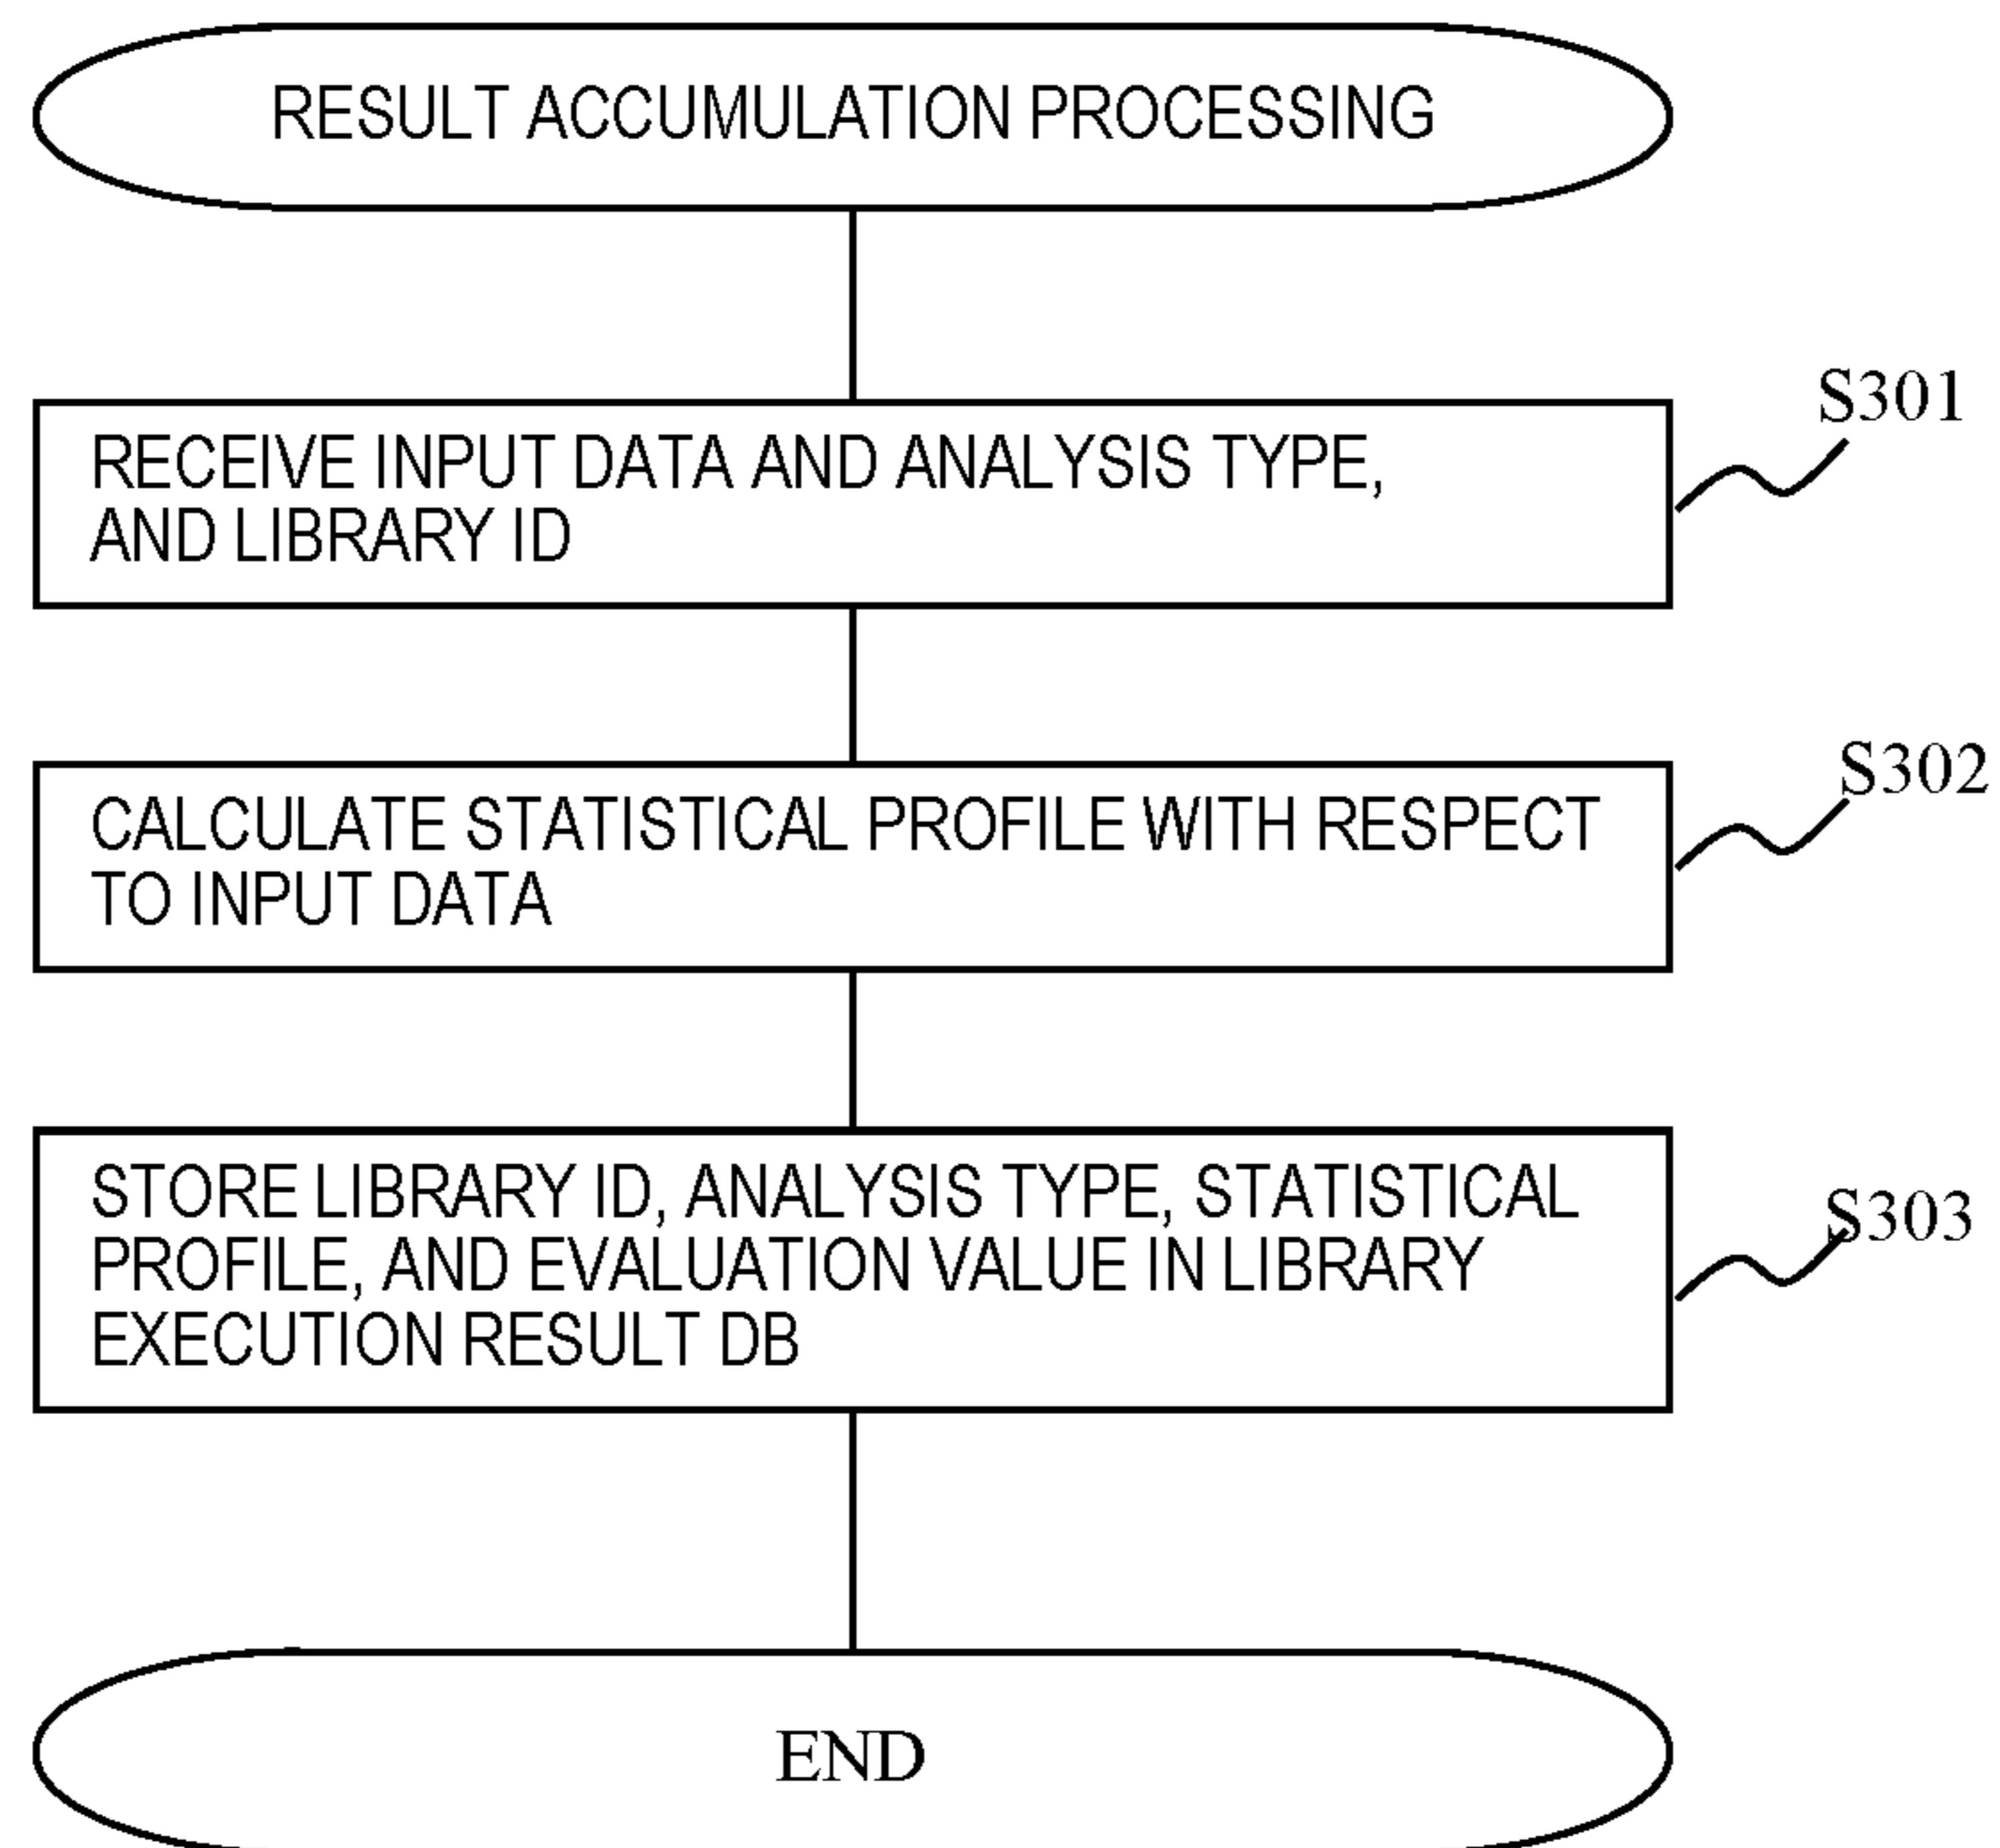 RESULT ACCUMULATION PROCESSING
S301
RECEIVE INPUT DATA AND ANALYSIS TYPE,
AND LIBRARY ID
S302
CALCULATE STATISTICAL PROFILE WITH RESPECT
TO INPUT DATA
S303
STORE LIBRARY ID, ANALYSIS TYPE, STATISTICAL
PROFILE, AND EVALUATION VALUE IN LIBRARY
EXECUTION RESULT DB
END